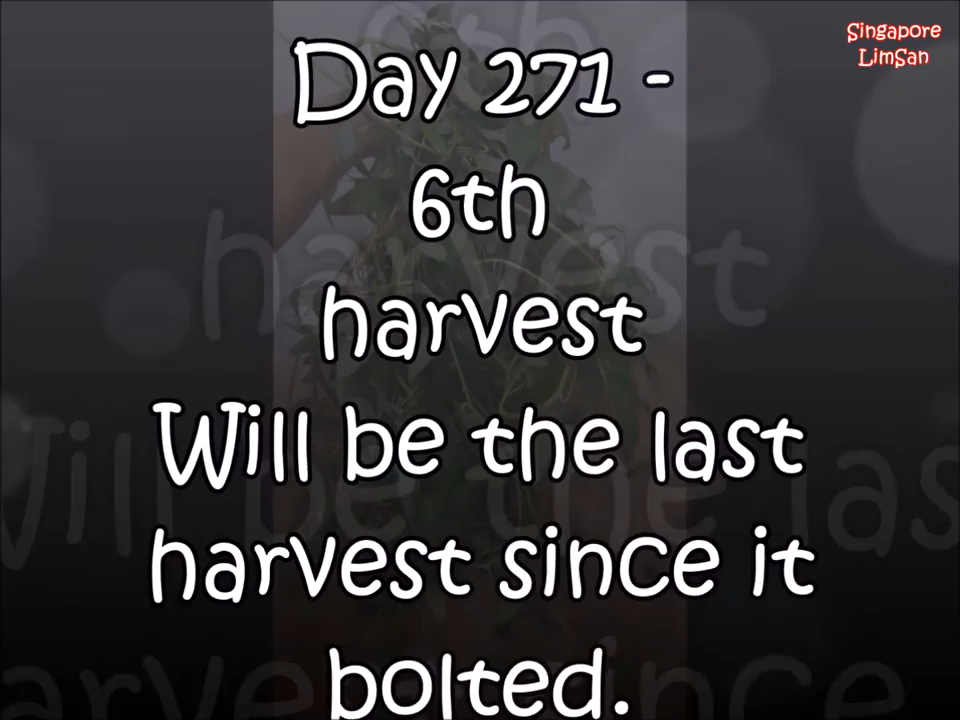 Singapore
LimSan
Day 271 -
6th
harvest
Will be the last
harvest since it
bolted.